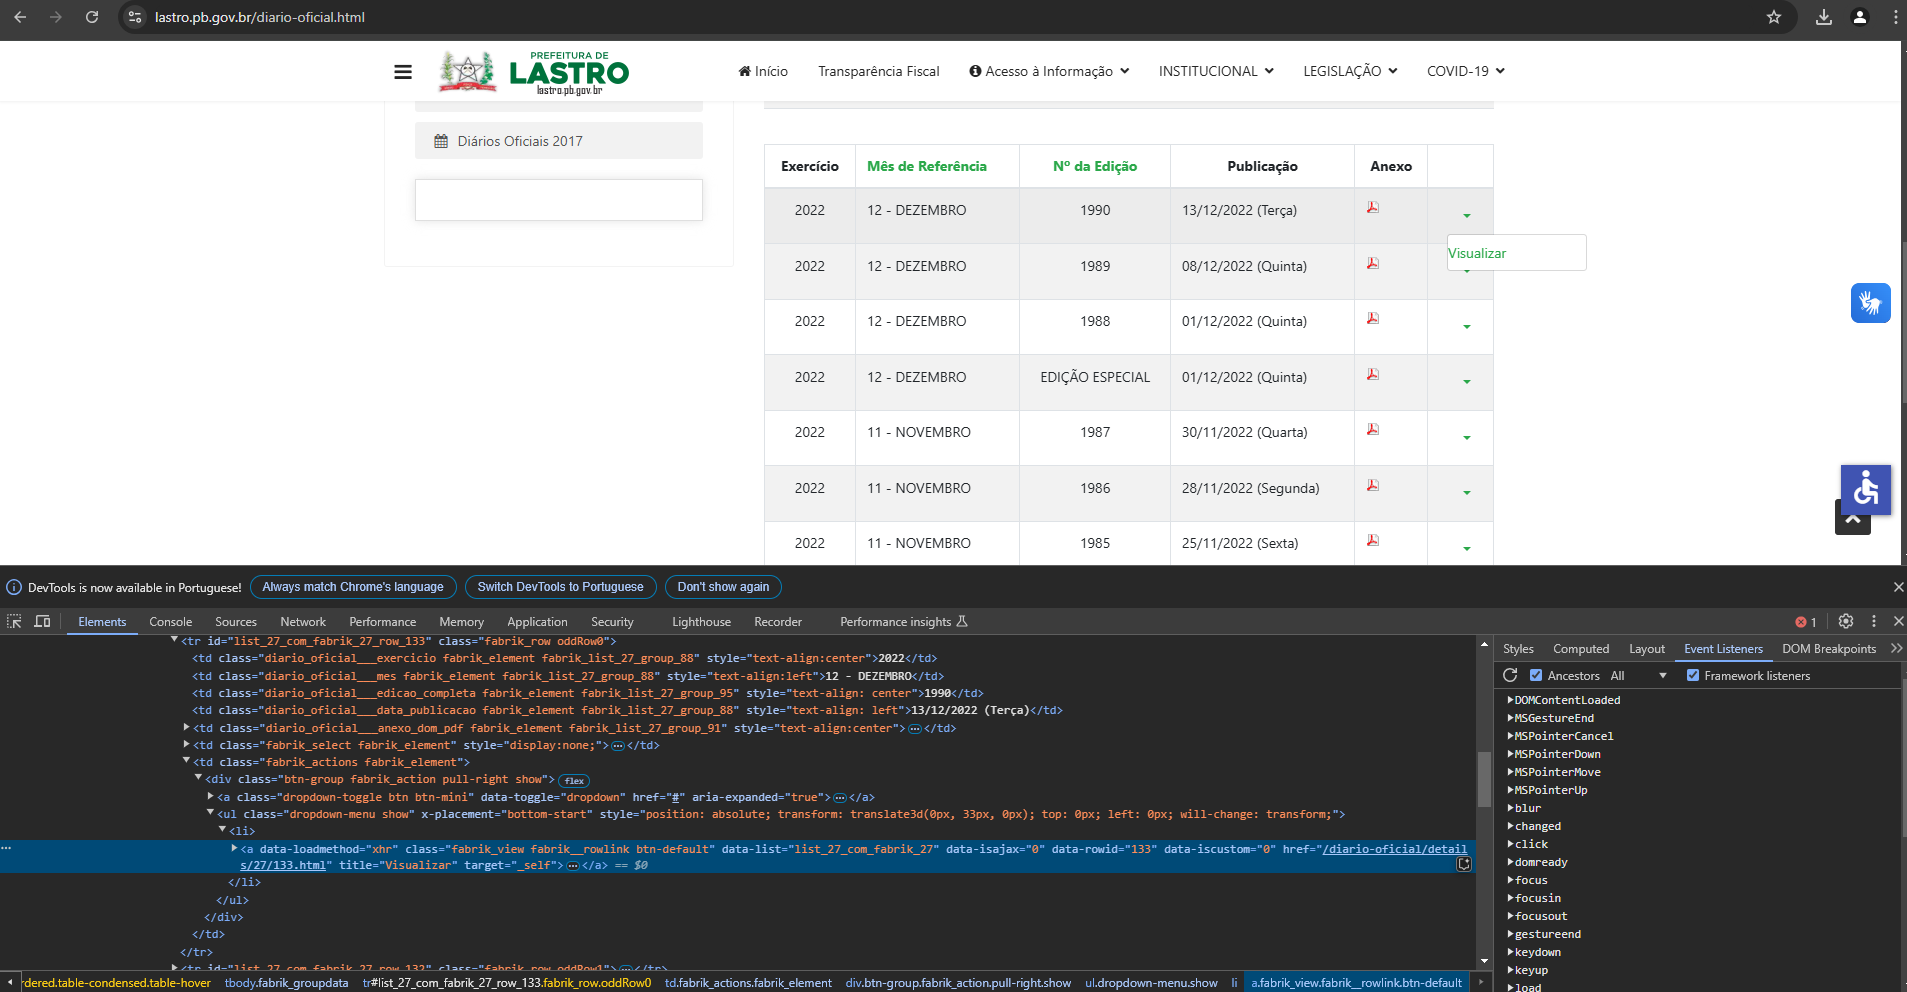 lastro.pb.gov.br/diario-oficial.html
PREFEITURA DE
LASTRO
lastro.pb.gov.br
Início Transparência Fiscal Acesso à Informação INSTITUCIONAL LEGISLAÇÃO COVID-19
Diários Oficiais 2017
Exercício Mês de Referência Nº da Edição Publicação Anexo
2022 12 - DEZEMBRO 1990 13/12/2022 (Terça)
Visualizar
2022 12 - DEZEMBRO 1989 08/12/2022 (Quinta)
2022 12 - DEZEMBRO 1988 01/12/2022 (Quinta)
2022 12 - DEZEMBRO EDIÇÃO ESPECIAL 01/12/2022 (Quinta)
2022 11 - NOVEMBRO 1987 30/11/2022 (Quarta)
2022 11 - NOVEMBRO 1986 28/11/2022 (Segunda)
2022 11 - NOVEMBRO 1985 25/11/2022 (Sexta)
DevTools is now available in Portuguese! Always match Chrome's language Switch DevTools to Portuguese Don't show again
Elements Console Sources Network Performance Memory Application Security Lighthouse Recorder Performance insights 1
<tr id="list_27_com_fabrik_27_row_133" class="fabrik_row oddRow0">
<td class="diario_oficial___exercicio fabrik_element fabrik_list_27_group_88" style="text-align:center">2022</td>
<td class="diario_oficial___mes fabrik_element fabrik_list_27_group_88" style="text-align:left">12 - DEZEMBRO</td>
<td class="diario_oficial___edicao_completa fabrik_element fabrik_list_27_group_95" style="text-align: center">1990</td>
<td class="diario_oficial___data_publicacao fabrik_element fabrik_list_27_group_88" style="text-align: left">13/12/2022 (Terça)</td>
<td class="diario_oficial___anexo_dom_pdf fabrik_element fabrik_list_27_group_91" style="text-align:center">…</td>
<td class="fabrik_select fabrik_element" style="display:none;">…</td>
<td class="fabrik_actions fabrik_element">
<div class="btn-group fabrik_action pull-right show"> flex
<a class="dropdown-toggle btn btn-mini" data-toggle="dropdown" href="#" aria-expanded="true">…</a>
<ul class="dropdown-menu show" x-placement="bottom-start" style="position: absolute; transform: translate3d(0px, 33px, 0px); top: 0px; left: 0px; will-change: transform;">
<li>
<a data-loadmethod="xhr" class="fabrik_view fabrik__rowlink btn-default" data-list="list_27_com_fabrik_27" data-isajax="0" data-rowid="133" data-iscustom="0" href="/diario-oficial/detail
s/27/133.html" title="Visualizar" target="_self">…</a> == $0
</li>
</ul>
</div>
</td>
</tr>
<tr id="list_27_com_fabrik_27_row_132" class="fabrik_row oddRow1">…</tr>
rdered.table-condensed.table-hover tbody.fabrik_groupdata tr#list_27_com_fabrik_27_row_133.fabrik_row.oddRow0 td.fabrik_actions.fabrik_element div.btn-group.fabrik_action.pull-right.show ul.dropdown-menu.show li a.fabrik_view.fabrik__rowlink.btn-default
Styles Computed Layout Event Listeners DOM Breakpoints
Ancestors All Framework listeners
DOMContentLoaded
MSGestureEnd
MSPointerCancel
MSPointerDown
MSPointerMove
MSPointerUp
blur
changed
click
domready
focus
focusin
focusout
gestureend
keydown
keyup
load